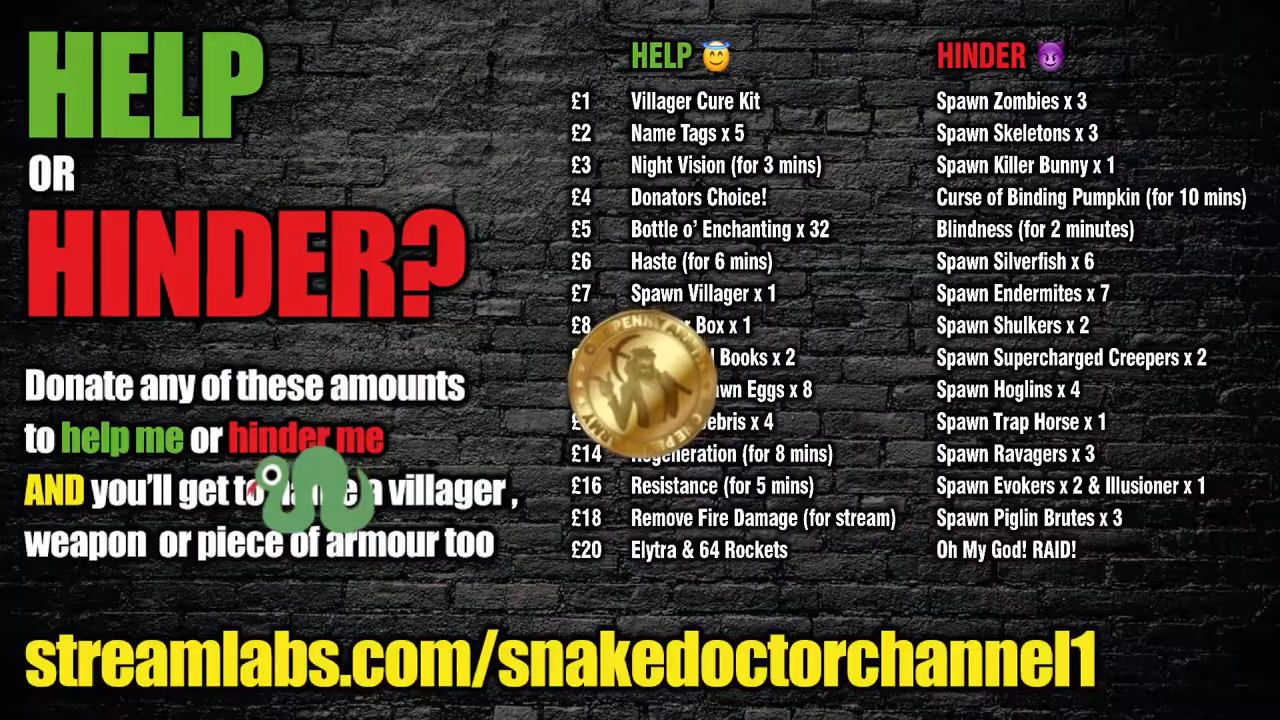 HELP
OR
HINDER?
Donate any of these amounts
to help me or hinder me
AND you'll get to a villager ,
weapon or piece of armour too
HELP 😇 HINDER 😈
£1 Villager Cure Kit Spawn Zombies x 3
£2 Name Tags x 5 Spawn Skeletons x 3
£3 Night Vision (for 3 mins) Spawn Killer Bunny x 1
£4 Donators Choice! Curse of Binding Pumpkin (for 10 mins)
£5 Bottle o' Enchanting x 32 Blindness (for 2 minutes)
£6 Haste (for 6 mins) Spawn Silverfish x 6
£7 Spawn Villager x 1 Spawn Endermites x 7
£8 Box x 1 Spawn Shulkers x 2
Books x 2 Spawn Supercharged Creepers x 2
Eggs x 8 Spawn Hoglins x 4
x 4 Spawn Trap Horse x 1
£14 Regeneration (for 8 mins) Spawn Ravagers x 3
£16 Resistance (for 5 mins) Spawn Evokers x 2 & Illusioner x 1
£18 Remove Fire Damage (for stream) Spawn Piglin Brutes x 3
£20 Elytra & 64 Rockets Oh My God! RAID!
streamlabs.com/snakedoctorchannel1